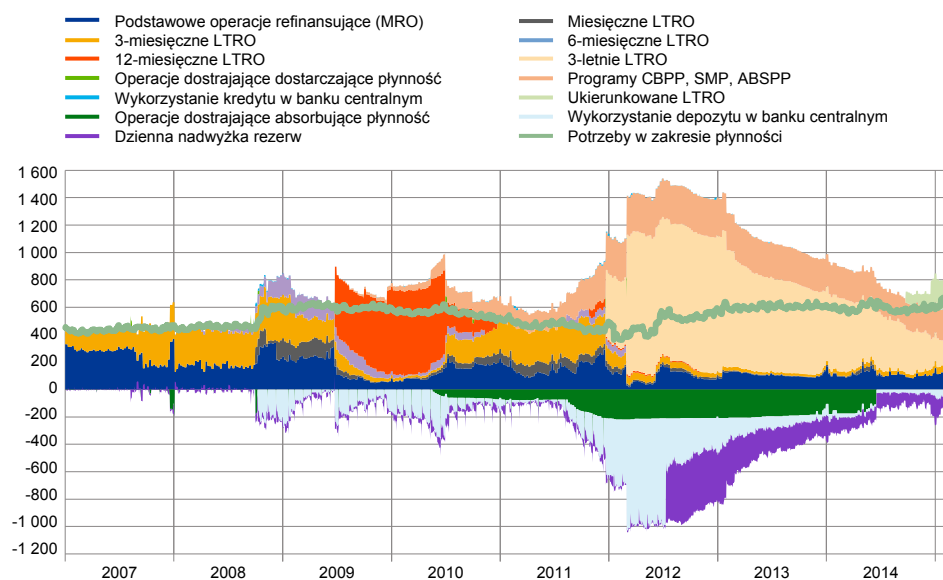 Podstawowe operacje refinansujące (MRO)
3-miesięczne LTRO
12-miesięczne LTRO
Operacje dostrajające dostarczające płynność
Wykorzystanie kredytu w banku centralnym
Operacje dostrajające absorbujące płynność
Dzienna nadwyżka rezerw
Miesięczne LTRO
6-miesięczne LTRO
3-letnie LTRO
Programy CBPP, SMP, ABSPP
Ukierunkowane LTRO
Wykorzystanie depozytu w banku centralnym
Potrzeby w zakresie płynności
1 600
1 400
1 200
1 000
800
600
400
200
0
-200
-400
-600
-800
-1 000
-1 200
2007 2008 2009 2010 2011 2012 2013 2014